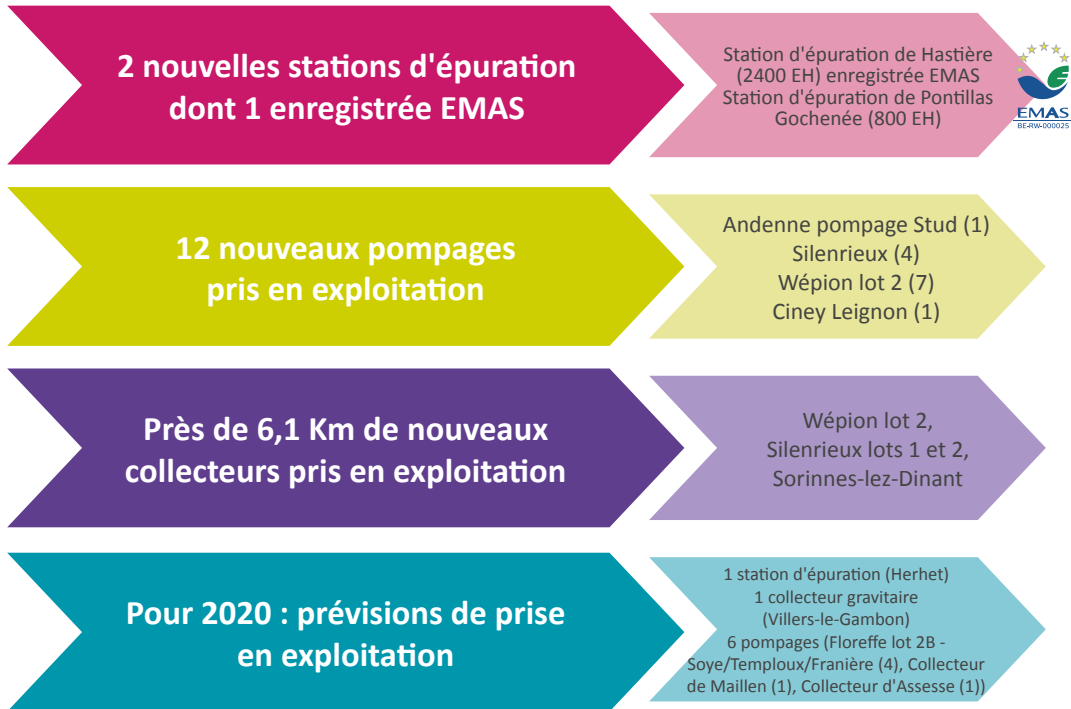 2 nouvelles stations d'épuration
dont 1 enregistrée EMAS
Station d'épuration de Hastière
(2400 EH) enregistrée EMAS
Station d'épuration de Pontillas
Gochenée (800 EH)
EMAS
BE-RW-000025
12 nouveaux pompages
pris en exploitation
Andenne pompage Stud (1)
Silenrieux (4)
Wépion lot 2 (7)
Ciney Leignon (1)
Près de 6,1 Km de nouveaux
collecteurs pris en exploitation
Wépion lot 2,
Silenrieux lots 1 et 2,
Sorinnes-lez-Dinant
Pour 2020 : prévisions de prise
en exploitation
1 station d'épuration (Herhet)
1 collecteur gravitaire
(Villers-le-Gambon)
6 pompages (Floreffe lot 2B -
Soye/Temploux/Franière (4), Collecteur
de Maillen (1), Collecteur d'Assesse (1))